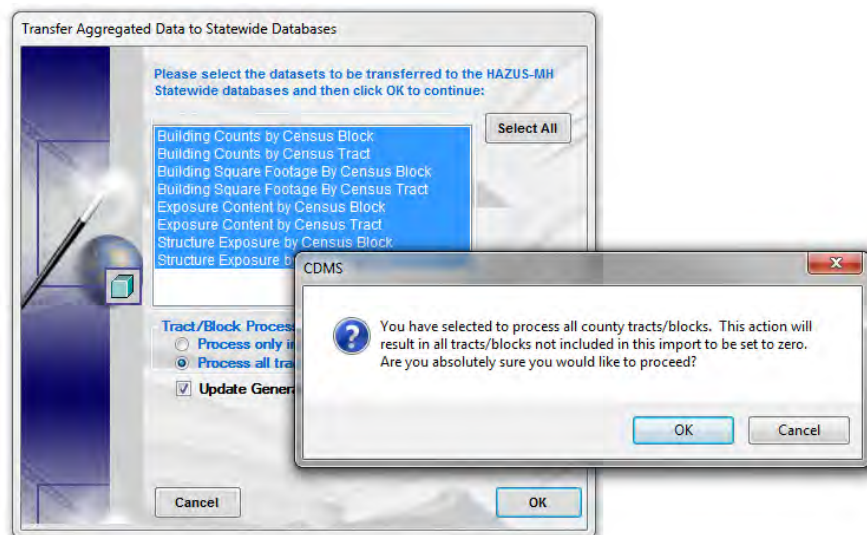 Transfer Aggregated Data to Statewide Databases
Please select the datasets to be transferred to the HAZUS-MH
Statewide databases and then click OK to continue:
Select All
Building Counts by Census Block
Building Counts by Census Tract
Building Square Footage By Census Block
Building Square Footage By Census Tract
Exposure Content by Census Block
Exposure Content by Census Tract
Structure Exposure by Census Block
Structure Exposure by
Tract/Block Process
Process only
Process all
Update
Cancel
OK
CDMS
You have selected to process all county tracts/blocks. This action will
result in all tracts/blocks not included in this import to be set to zero.
Are you absolutely sure you would like to proceed?
OK
Cancel